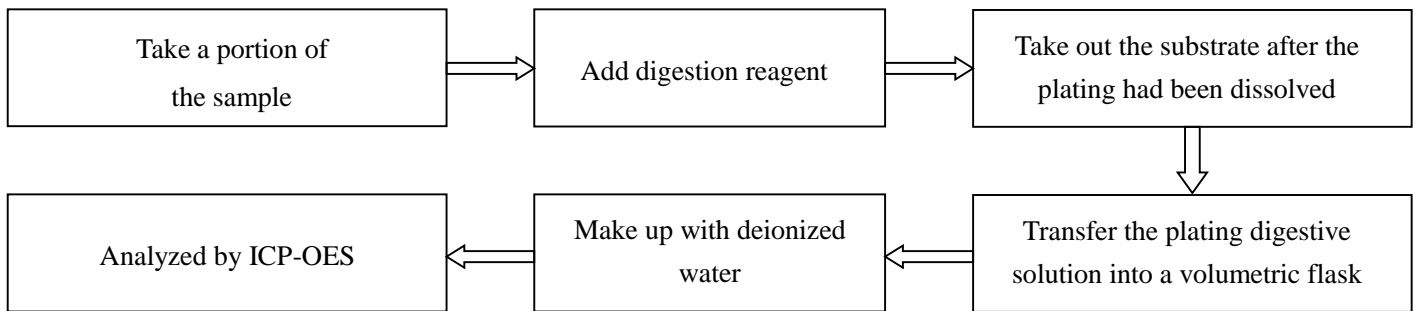 Take a portion of
the sample
Add digestion reagent
Take out the substrate after the
plating had been dissolved
Transfer the plating digestive
solution into a volumetric flask
Make up with deionized
water
Analyzed by ICP-OES